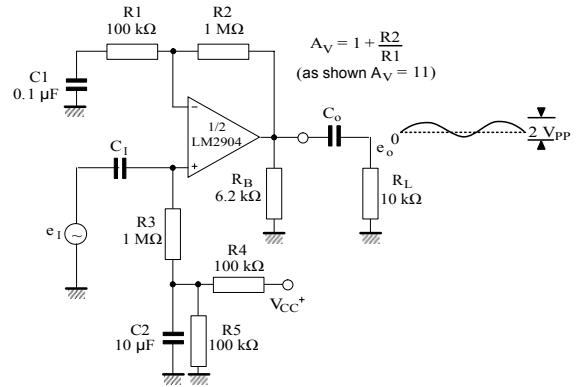 R1
100 kΩ
R2
1 MΩ
A_V = 1 + R2/R1
(as shown A_V = 11)
C1
0.1 µF
1/2
LM2904
−
+
C_I
C_o
e_o
0
2 V_PP
R_B
6.2 kΩ
R_L
10 kΩ
e_I
~
R3
1 MΩ
R4
100 kΩ
V_CC+
C2
10 µF
R5
100 kΩ